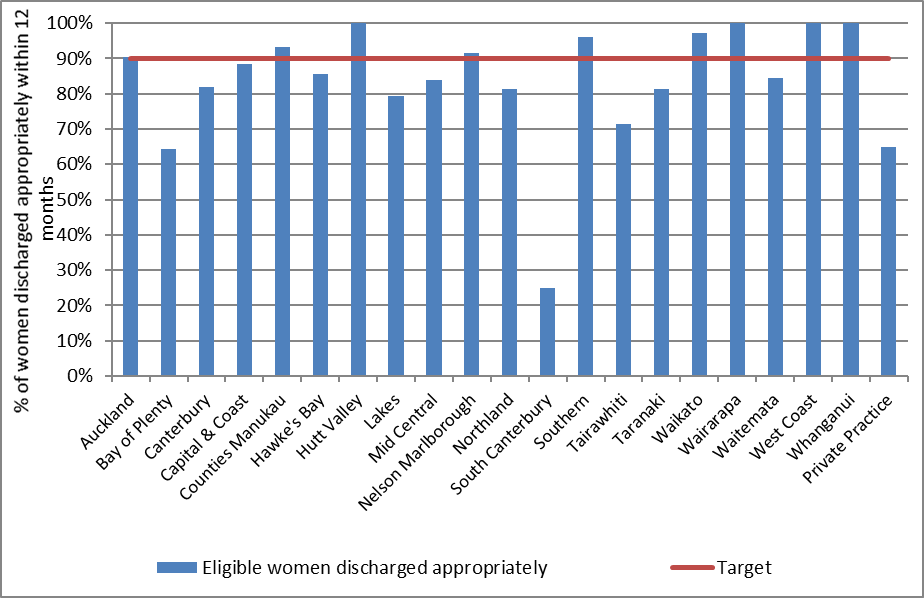 % of women discharged appropriately within 12
months
100%
90%
80%
70%
60%
50%
40%
30%
20%
10%
0%
Auckland
Bay of Plenty
Canterbury
Capital & Coast
Counties Manukau
Hawke's Bay
Hutt Valley
Lakes
Mid Central
Nelson Marlborough
Northland
South Canterbury
Southern
Tairawhiti
Taranaki
Waikato
Wairarapa
Waitemata
West Coast
Whanganui
Private Practice
Eligible women discharged appropriately
Target